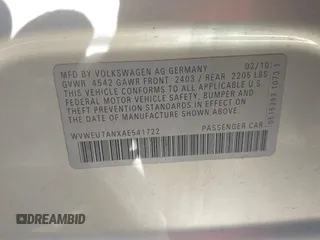 MFD. BY VOLKSWAGEN AG GERMANY 02/10
GVWR 4542 GAWR FRONT 2403 / REAR 2205 LBS
THIS VEHICLE CONFORMS TO ALL APPLICABLE
FEDERAL MOTOR VEHICLE SAFETY, BUMPER AND
THEFT PREVENTION STANDARDS IN EFFECT ON THE
DATE OF MANUFACTURE SHOWN ABOVE.
WVWEU7ANXAE541722 PASSENGER CAR
DREAMBID